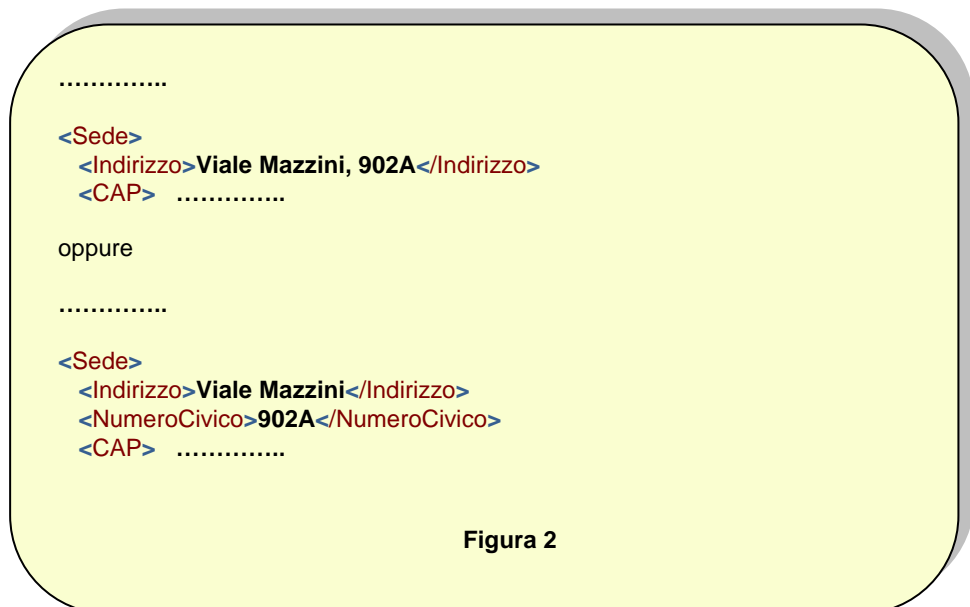 …………..
<Sede>
<Indirizzo>Viale Mazzini, 902A</Indirizzo>
<CAP> …………..
oppure
…………..
<Sede>
<Indirizzo>Viale Mazzini</Indirizzo>
<NumeroCivico>902A</NumeroCivico>
<CAP> …………..
Figura 2